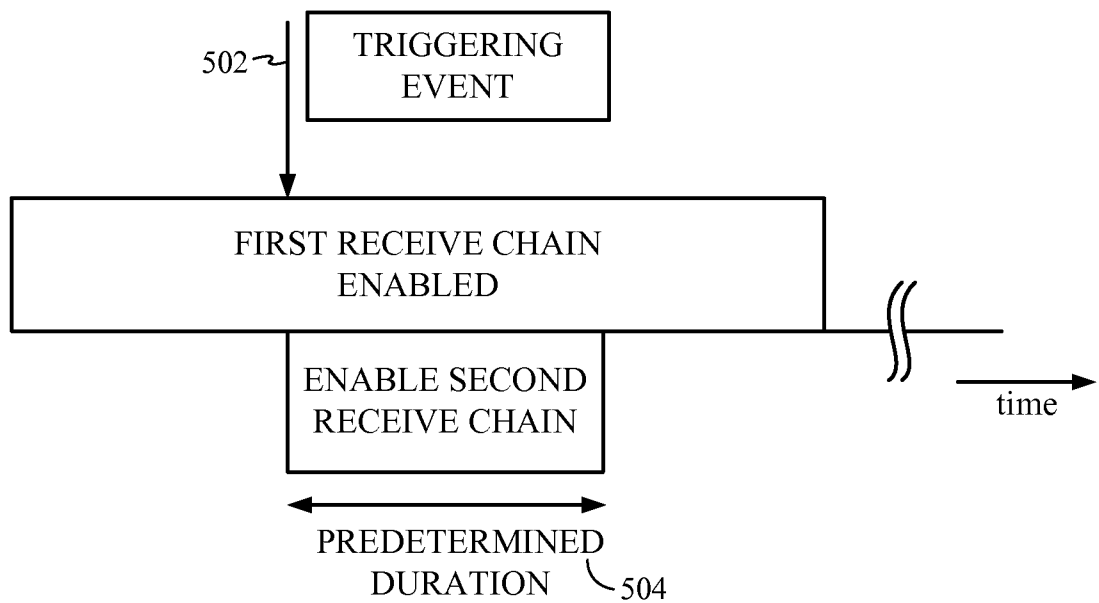 502
TRIGGERING
EVENT
FIRST RECEIVE CHAIN
ENABLED
ENABLE SECOND
RECEIVE CHAIN
time
PREDETERMINED
DURATION
504